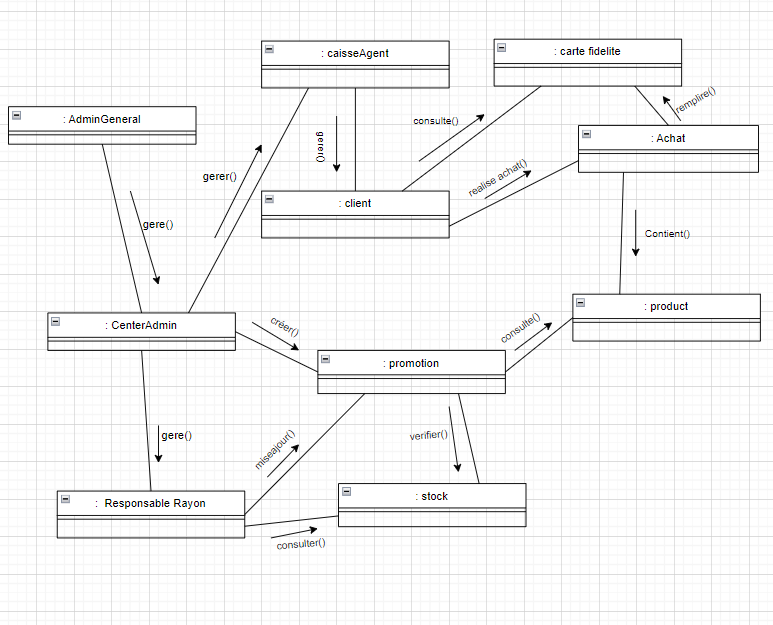 : caisseAgent
: carte fidelite
remplire()
: AdminGeneral
consulte()
gerer()
: Achat
gerer()
realise achat()
: client
gere()
Contient()
: product
: CenterAdmin
créer()
consulte()
: promotion
gere()
miseajour()
verifier()
: Responsable Rayon
: stock
consulter()